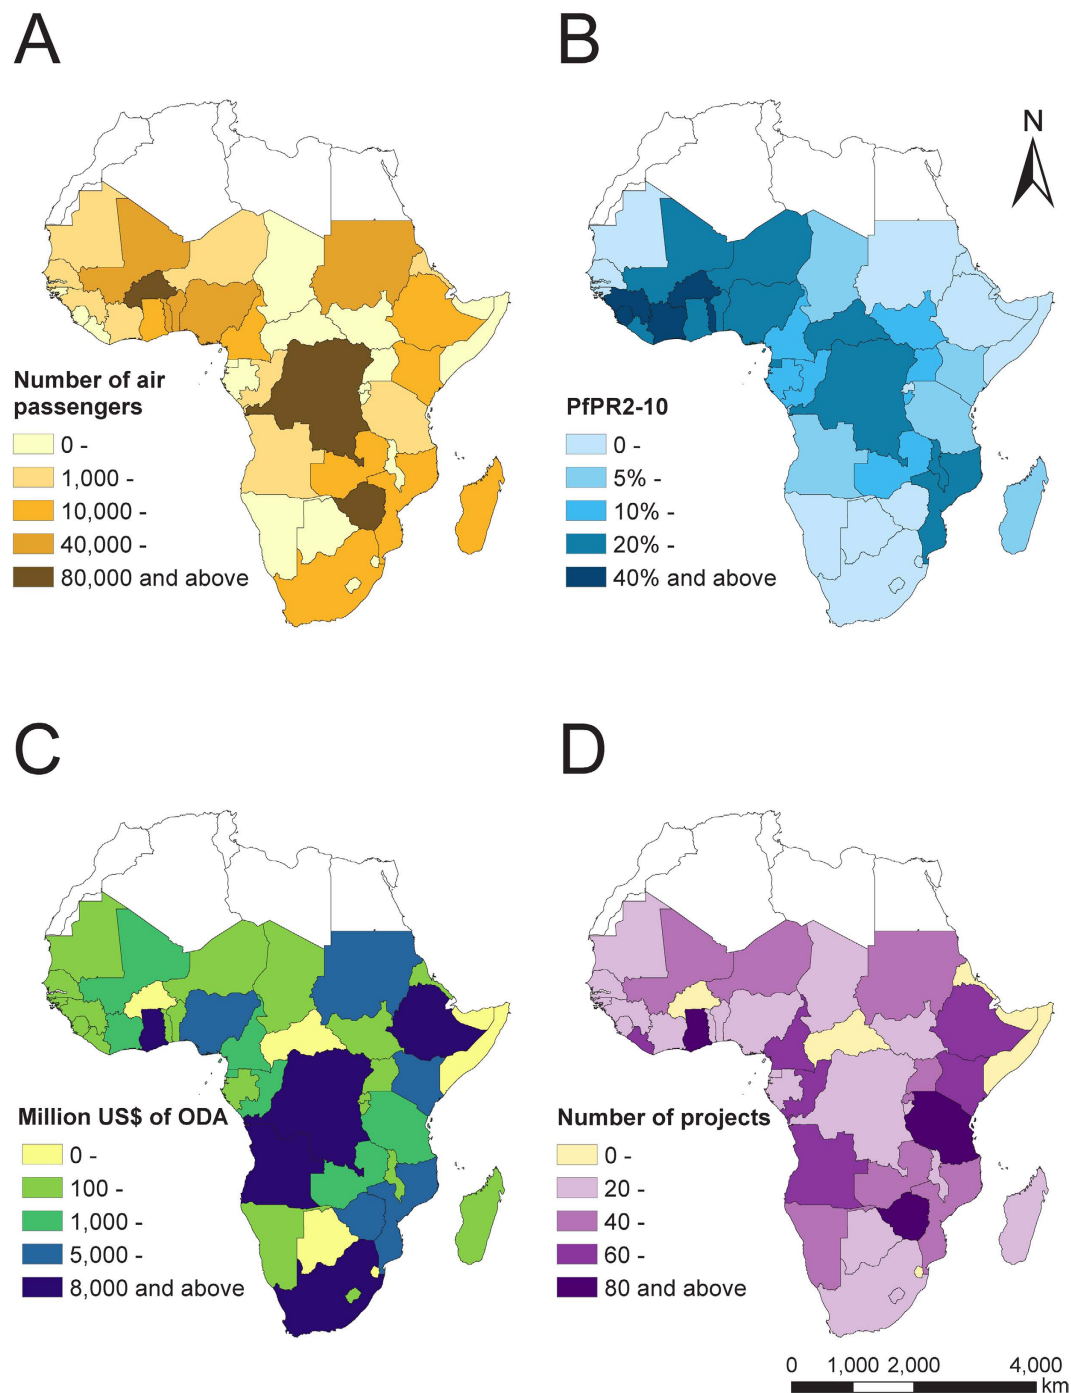 A
B
N
Number of air
passengers
0 -
1,000 -
10,000 -
40,000 -
80,000 and above
PfPR2-10
0 -
5% -
10% -
20% -
40% and above
C
D
Million US$ of ODA
0 -
100 -
1,000 -
5,000 -
8,000 and above
Number of projects
0 -
20 -
40 -
60 -
80 and above
0 1,000 2,000 4,000
km